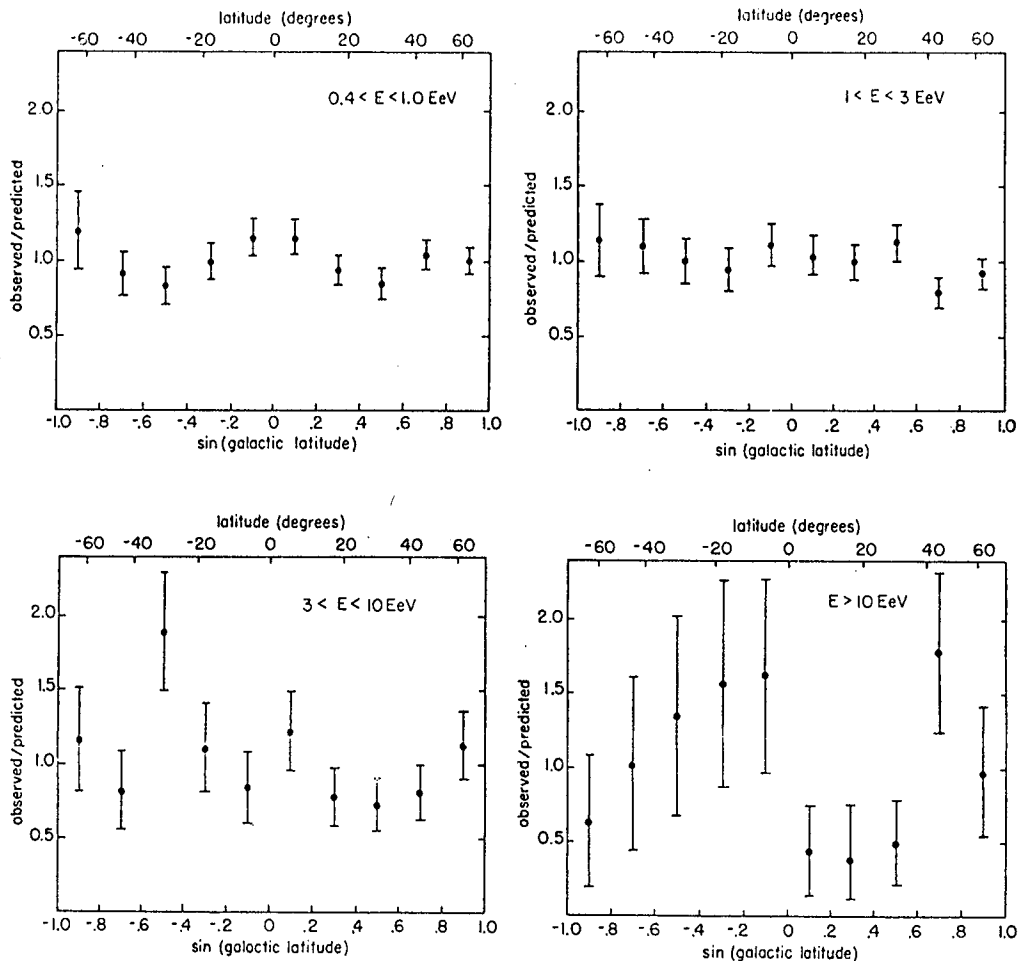 latitude (degrees)
-60 -40 -20 0 20 40 60
0.4 < E < 1.0 EeV
2.0
1.5
1.0
0.5
observed/predicted
-1.0 -.8 -.6 -.4 -.2 0 .2 .4 .6 .8 1.0
sin (galactic latitude)
latitude (degrees)
-60 -40 -20 0 20 40 60
1 < E < 3 EeV
2.0
1.5
1.0
0.5
observed/predicted
-1.0 -.8 -.6 -.4 -.2 0 .2 .4 .6 .8 1.0
sin (galactic latitude)
latitude (degrees)
-60 -40 -20 0 20 40 60
3 < E < 10 EeV
2.0
1.5
1.0
0.5
observed/predicted
-1.0 -.8 -.6 -.4 -.2 0 .2 .4 .6 .8 1.0
sin (galactic latitude)
latitude (degrees)
-60 -40 -20 0 20 40 60
E > 10 EeV
2.0
1.5
1.0
0.5
observed/predicted
-1.0 -.8 -.6 -.4 -.2 0 .2 .4 .6 .8 1.0
sin (galactic latitude)